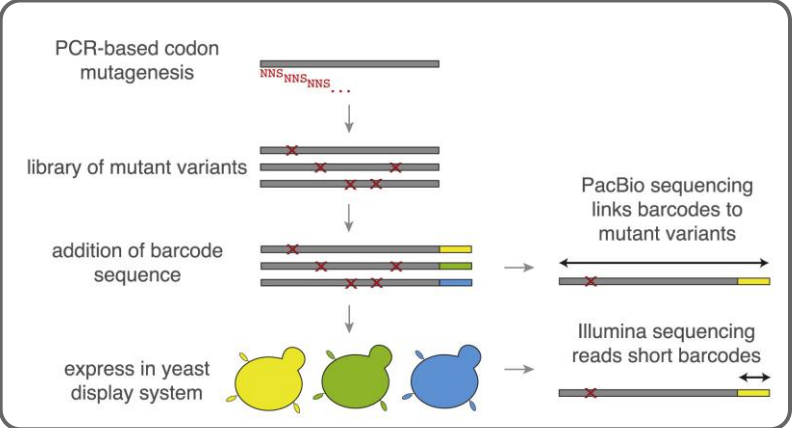 PCR-based codon
mutagenesis
NNSNNSNNS...
library of mutant variants
addition of barcode
sequence
PacBio sequencing
links barcodes to
mutant variants
express in yeast
display system
Illumina sequencing
reads short barcodes